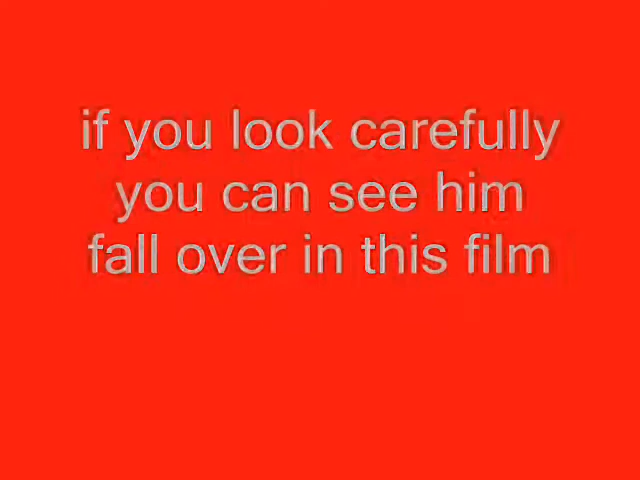 if you look carefully
you can see him
fall over in this film